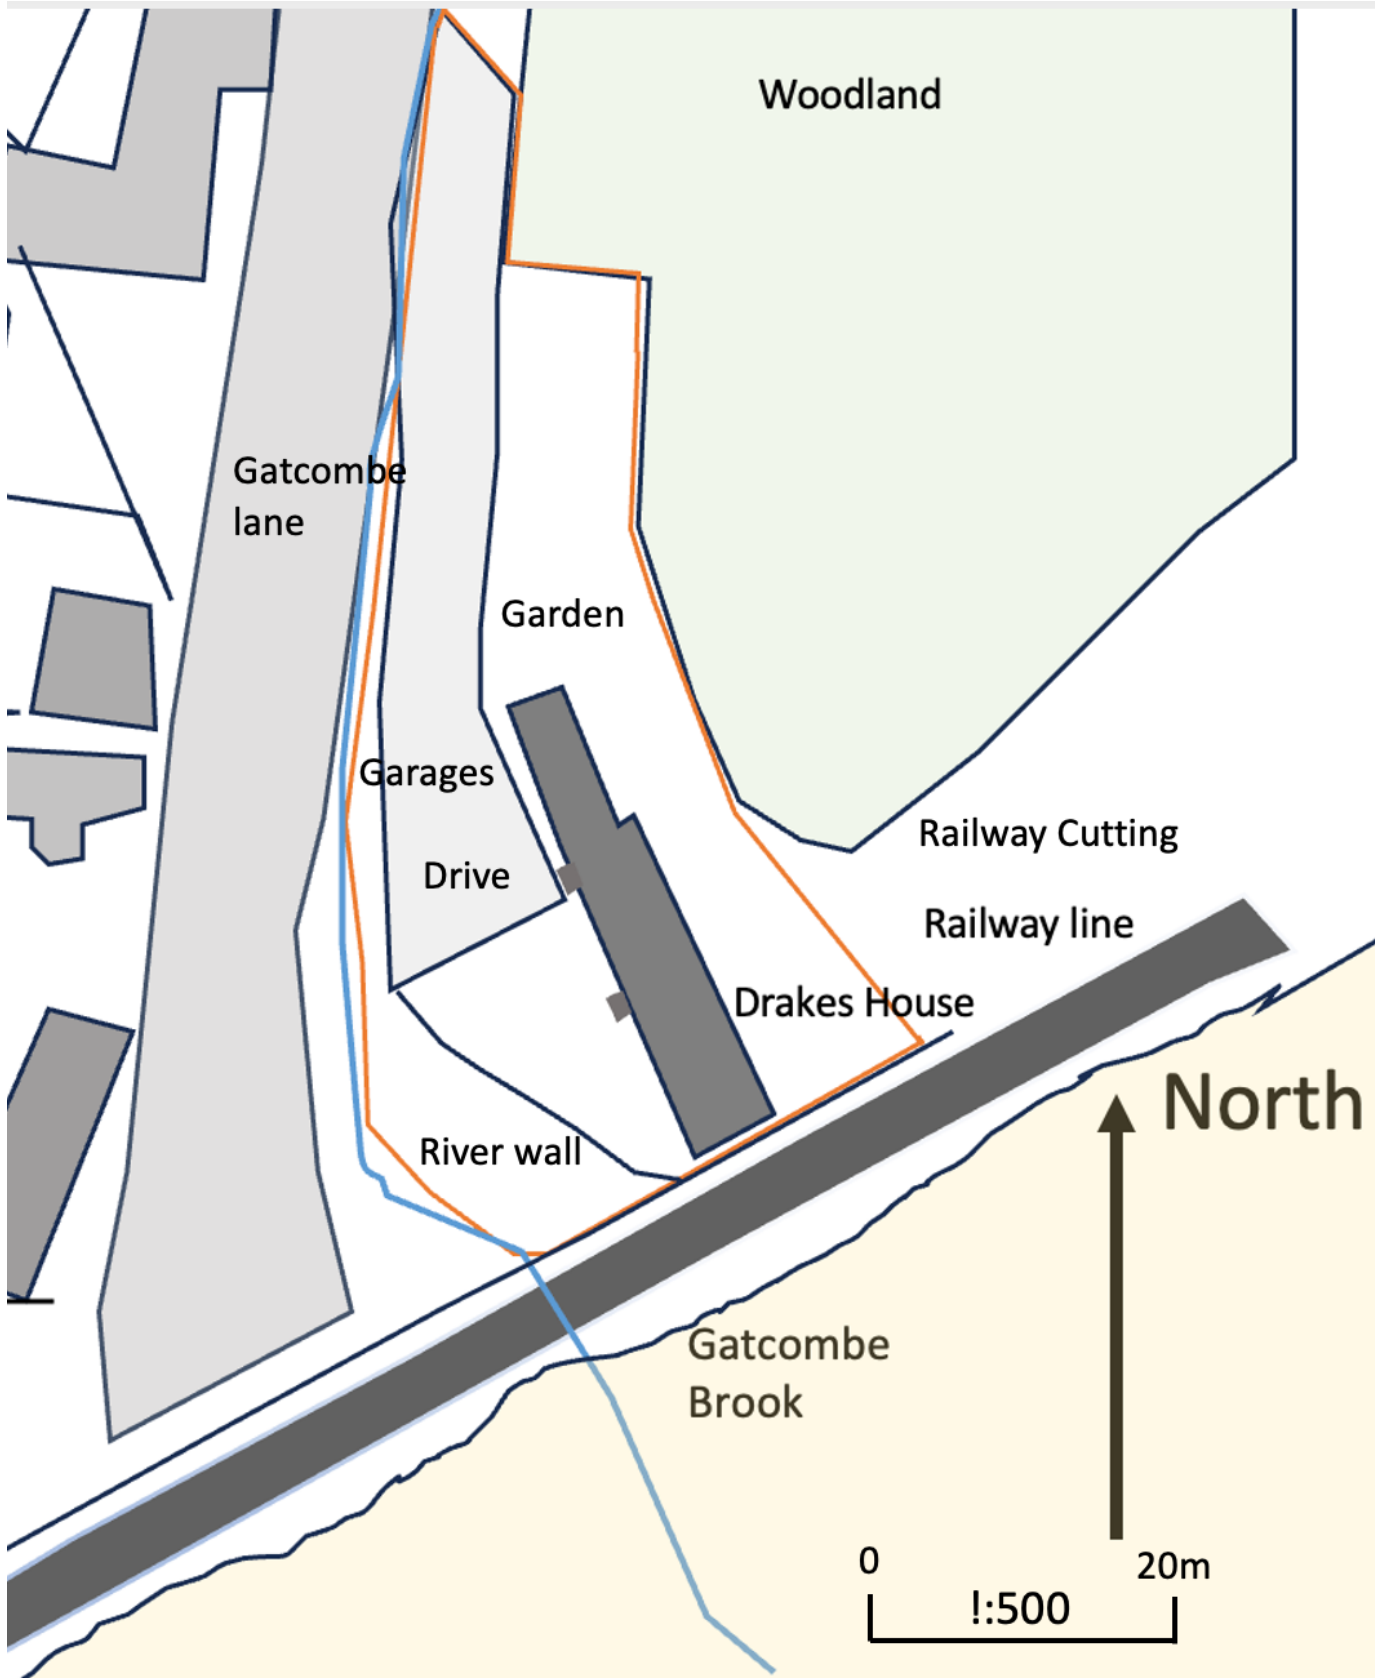 Woodland
Gatcombe
lane
Garden
Garages
Drive
Railway Cutting
Railway line
Drakes House
North
River wall
Gatcombe
Brook
0
20m
!:500